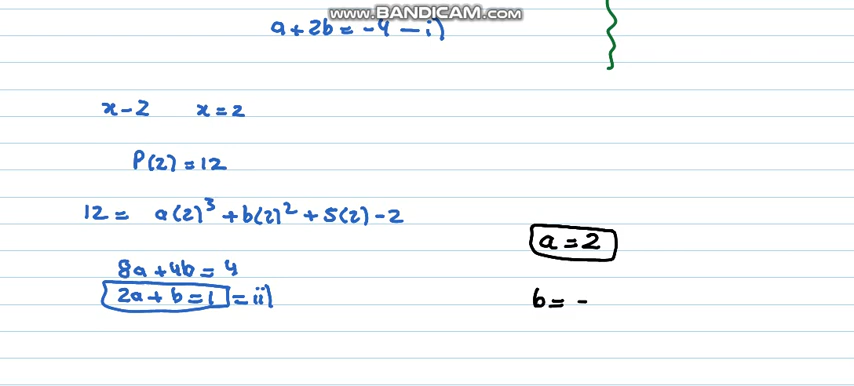 www.BANDICAM.com
a + 2b = -4 - i)
x - 2 x = 2
P(2) = 12
12 = a(2)³ + b(2)² + 5(2) - 2
a = 2
8a + 4b = 4
2a + b = 1 = ii)
b = -